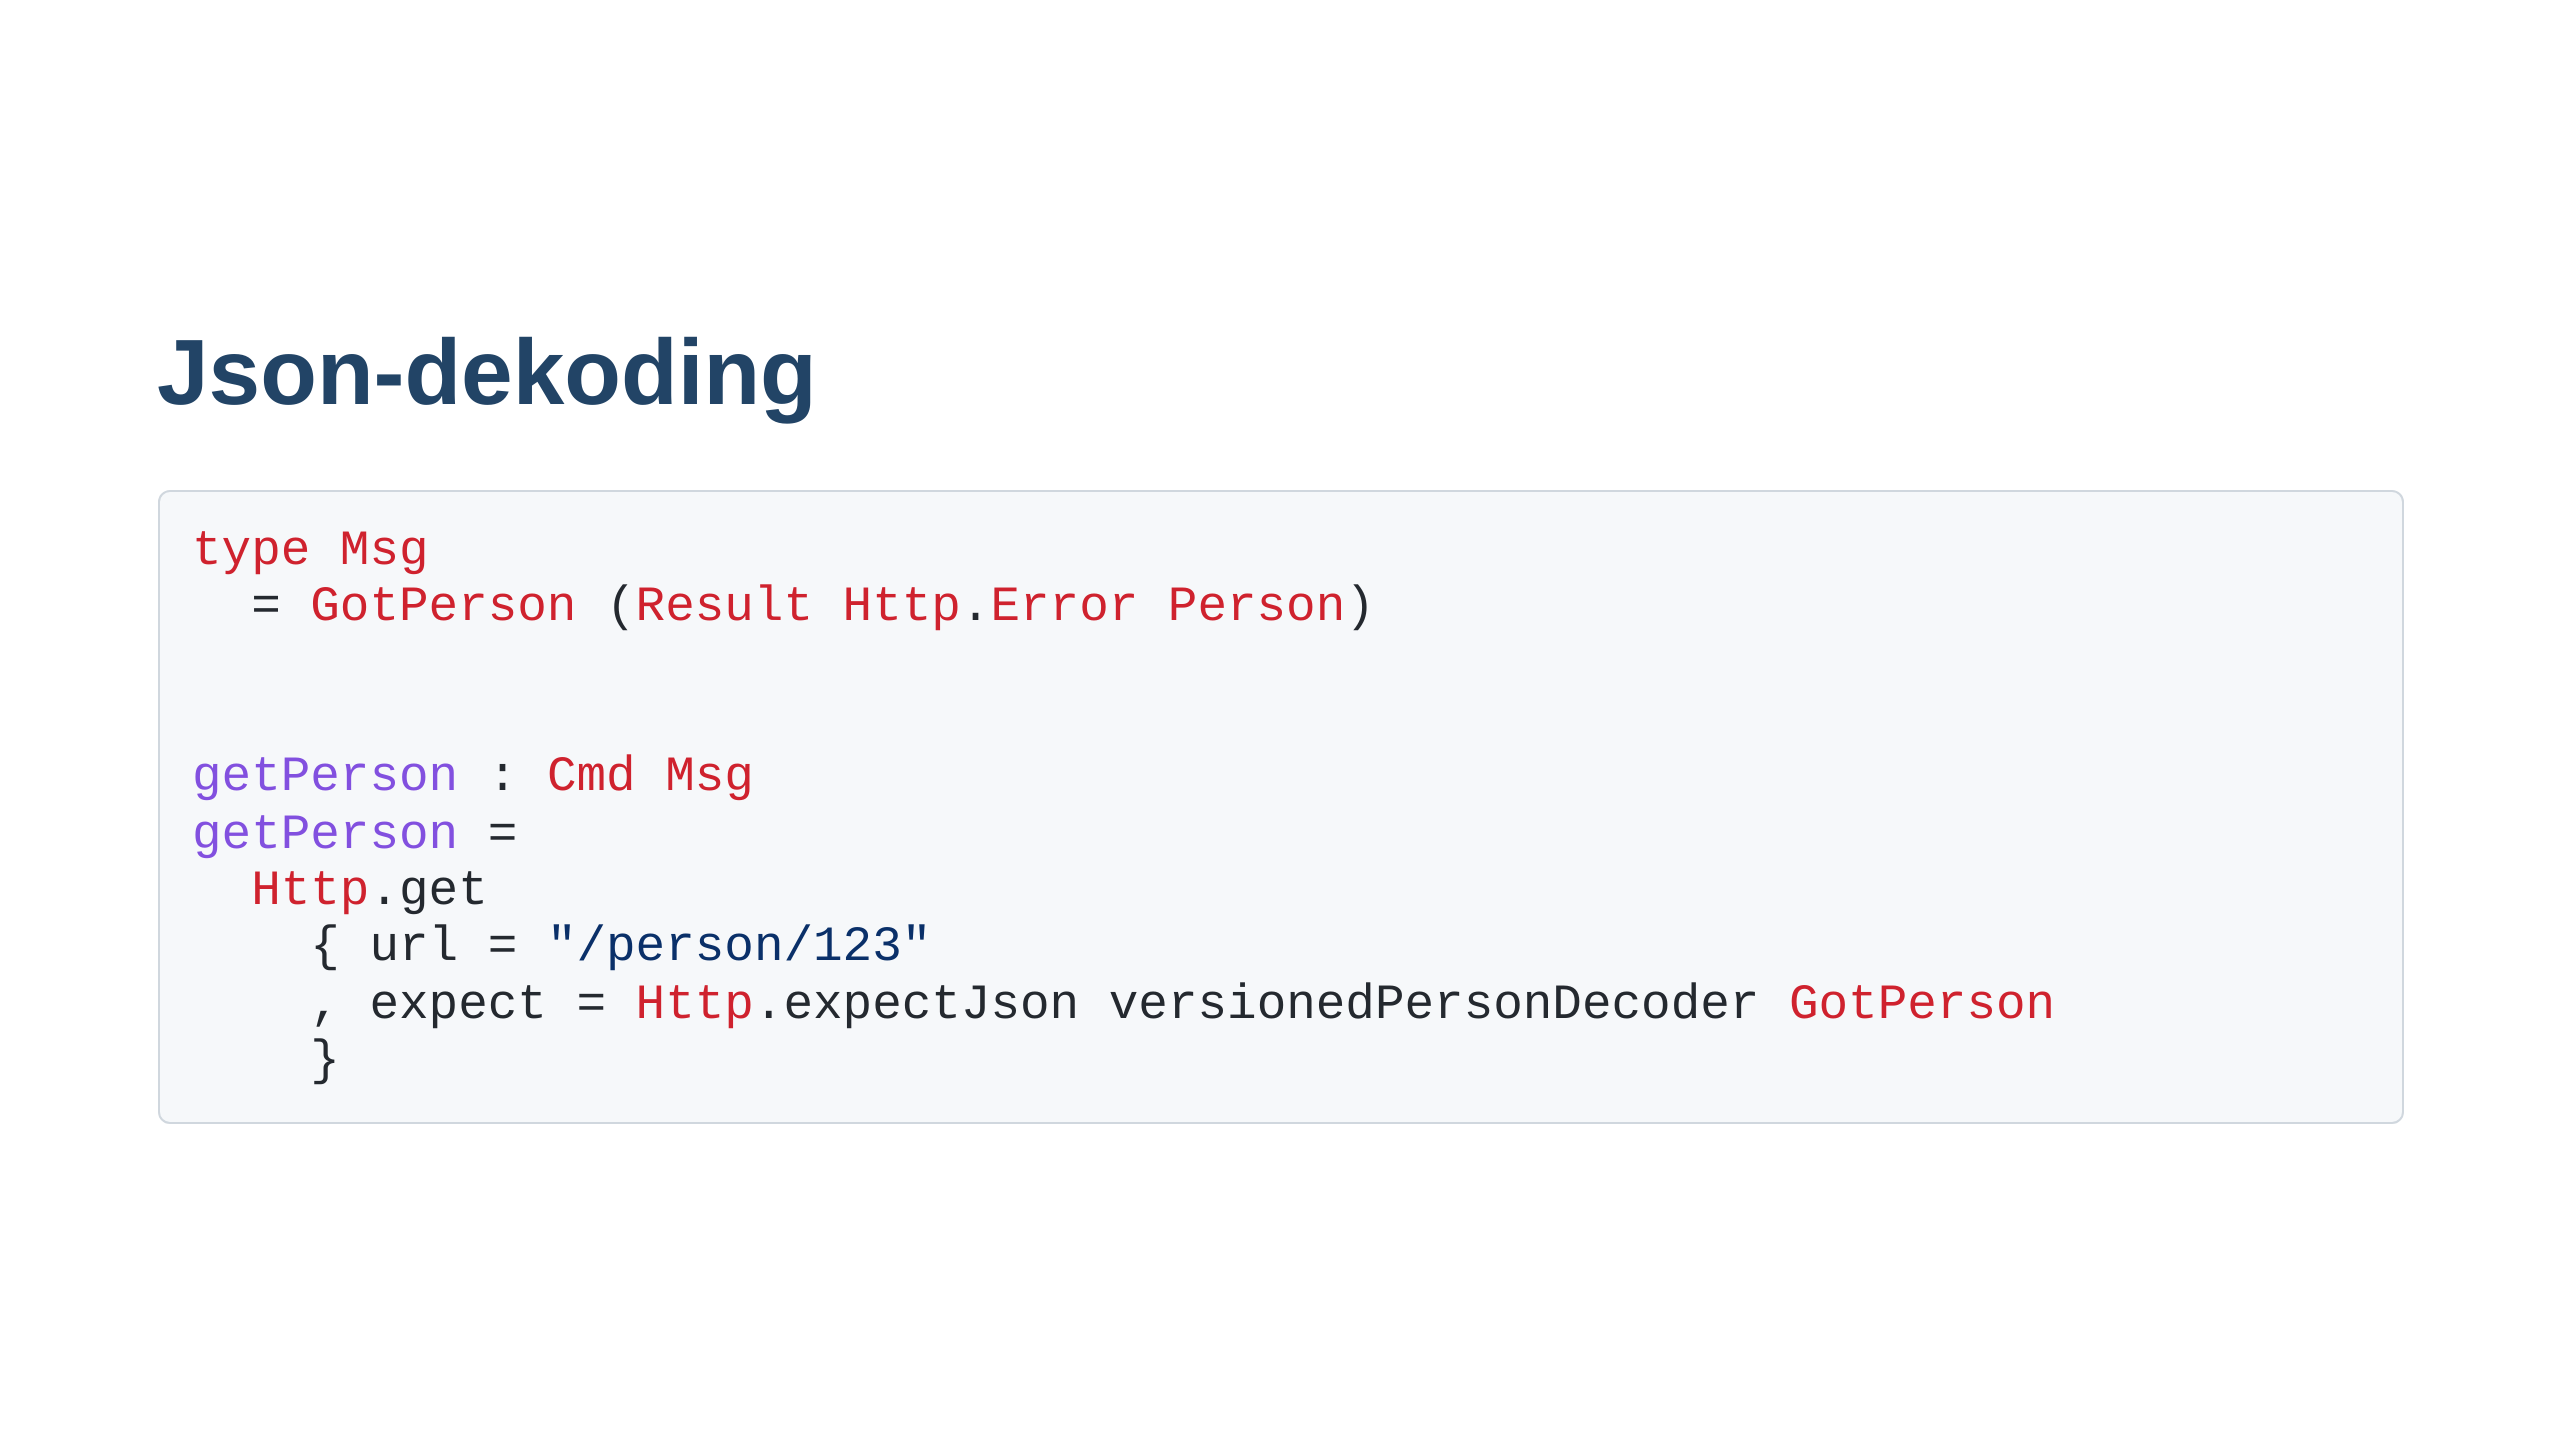 Json-dekoding
type Msg
  = GotPerson (Result Http.Error Person)
getPerson : Cmd Msg
getPerson =
  Http.get
    { url = "/person/123"
    , expect = Http.expectJson versionedPersonDecoder GotPerson
    }